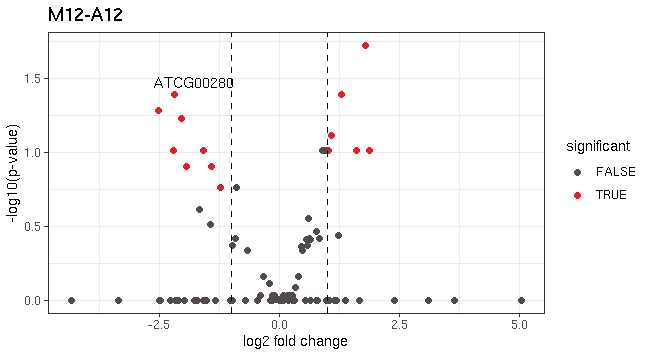 M12-A12
ATCG00280
-log10(p-value)
1.5
1.0
0.5
0.0
-2.5
0.0
2.5
5.0
log2 fold change
significant
FALSE
TRUE